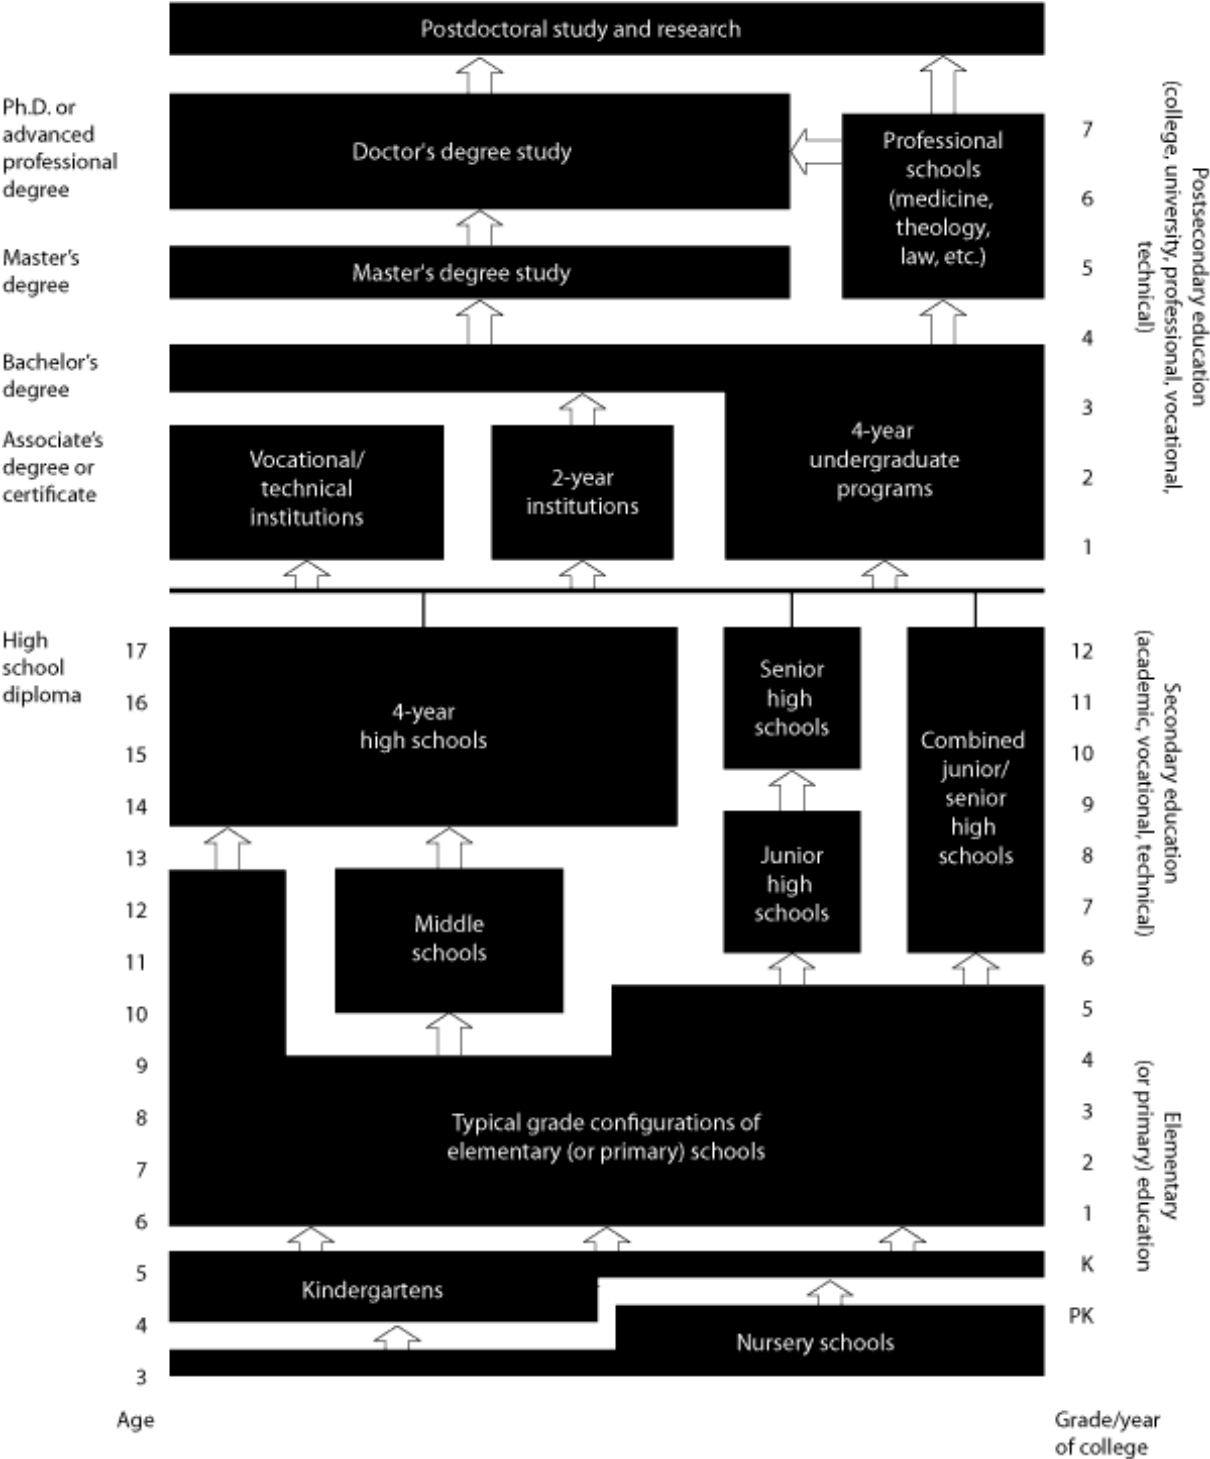 Postdoctoral study and research
Ph.D. or
advanced
professional
degree
Doctor's degree study
Professional
schools
(medicine,
theology,
law, etc.)
7
6
5
Master's
degree
Master's degree study
4
Bachelor's
degree
3
Associate's
degree or
certificate
Vocational/
technical
institutions
2-year
institutions
4-year
undergraduate
programs
2
1
Postsecondary education
(college, university, professional, vocational,
technical)
High
school
diploma
17
16
15
14
13
12
11
10
9
8
7
6
5
4
3
Age
4-year
high schools
Senior
high
schools
Combined
junior/
senior
high
schools
Junior
high
schools
Middle
schools
Typical grade configurations of
elementary (or primary) schools
Kindergartens
Nursery schools
12
11
10
9
8
7
6
5
4
3
2
1
K
PK
Grade/year
of college
Secondary education
(academic, vocational, technical)
Elementary
(or primary) education